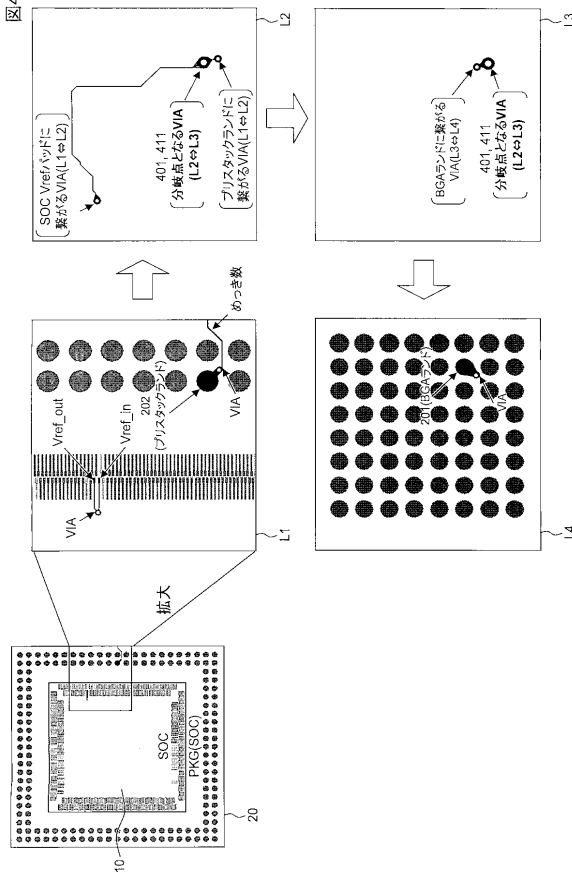 図4
10
20
SOC
PKG(SOC)
拡大
VIA
Vref_out
Vref_in
202
(プリスタックランド)
VIA
めっき数
L1
SOC Vrefパッドに
繋がるVIA(L1⇔L2)
401, 411
分岐点となるVIA
(L2⇔L3)
プリスタックランドに
繋がるVIA(L1⇔L2)
L2
BGAランドに繋がる
VIA(L3⇔L4)
401, 411
分岐点となるVIA
(L2⇔L3)
L3
201(BGAランド)
VIA
L4